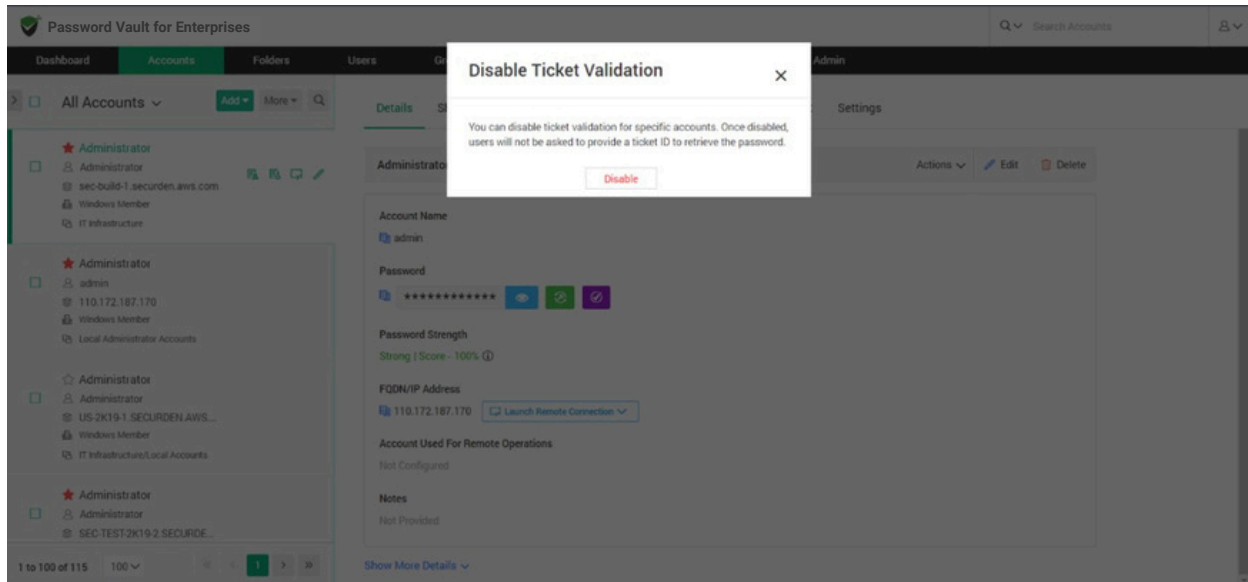 Password Vault for Enterprises
Search Accounts
Dashboard
Accounts
Folders
Users
Admin
Disable Ticket Validation
You can disable ticket validation for specific accounts. Once disabled,
users will not be asked to provide a ticket ID to retrieve the password.
Disable
All Accounts
Add
More
Administrator
Administrator
sec-build-1.securden.aws.com
Windows Member
IT Infrastructure
Administrator
admin
110.172.187.170
Windows Member
Local Administrator Accounts
Administrator
Administrator
US-2K19-1.SECURDEN.AWS....
Windows Member
IT Infrastructure/Local Accounts
Administrator
Administrator
SEC-TEST-2K19-2.SECURDE...
1 to 100 of 115
100
1
Details
Settings
Administrator
Actions
Edit
Delete
Account Name
admin
Password
************
Password Strength
Strong | Score - 100%
FQDN/IP Address
110.172.187.170
Launch Remote Connection
Account Used For Remote Operations
Not Configured
Notes
Not Provided
Show More Details